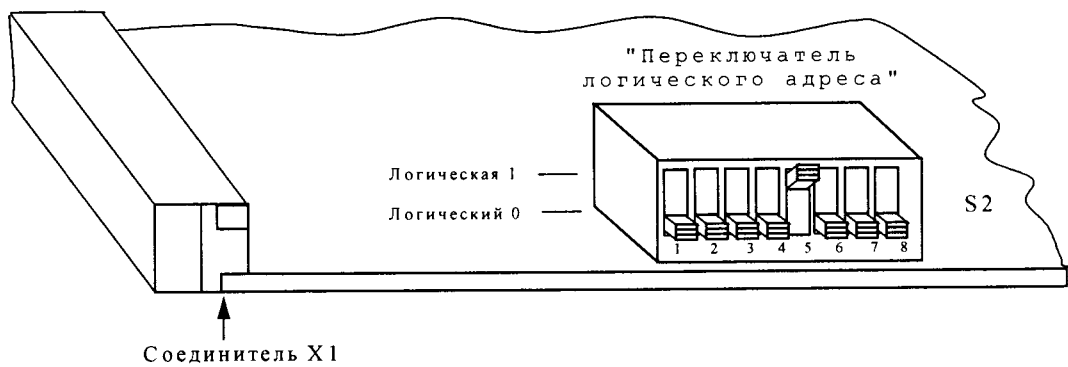 "Переключатель
логического адреса"
Логическая 1
Логический 0
S2
1 2 3 4 5 6 7 8
Соединитель X1